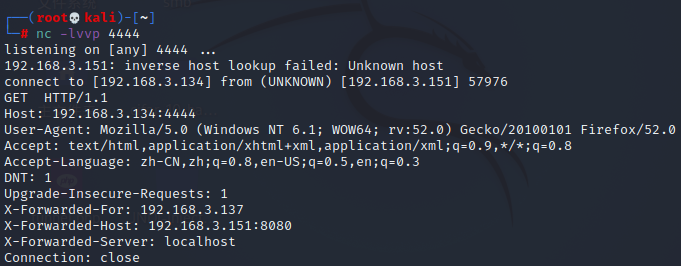 ┌──(root💀kali)-[~]
└─# nc -lvvp 4444
listening on [any] 4444 ...
192.168.3.151: inverse host lookup failed: Unknown host
connect to [192.168.3.134] from (UNKNOWN) [192.168.3.151] 57976
GET  HTTP/1.1
Host: 192.168.3.134:4444
User-Agent: Mozilla/5.0 (Windows NT 6.1; WOW64; rv:52.0) Gecko/20100101 Firefox/52.0
Accept: text/html,application/xhtml+xml,application/xml;q=0.9,*/*;q=0.8
Accept-Language: zh-CN,zh;q=0.8,en-US;q=0.5,en;q=0.3
DNT: 1
Upgrade-Insecure-Requests: 1
X-Forwarded-For: 192.168.3.137
X-Forwarded-Host: 192.168.3.151:8080
X-Forwarded-Server: localhost
Connection: close